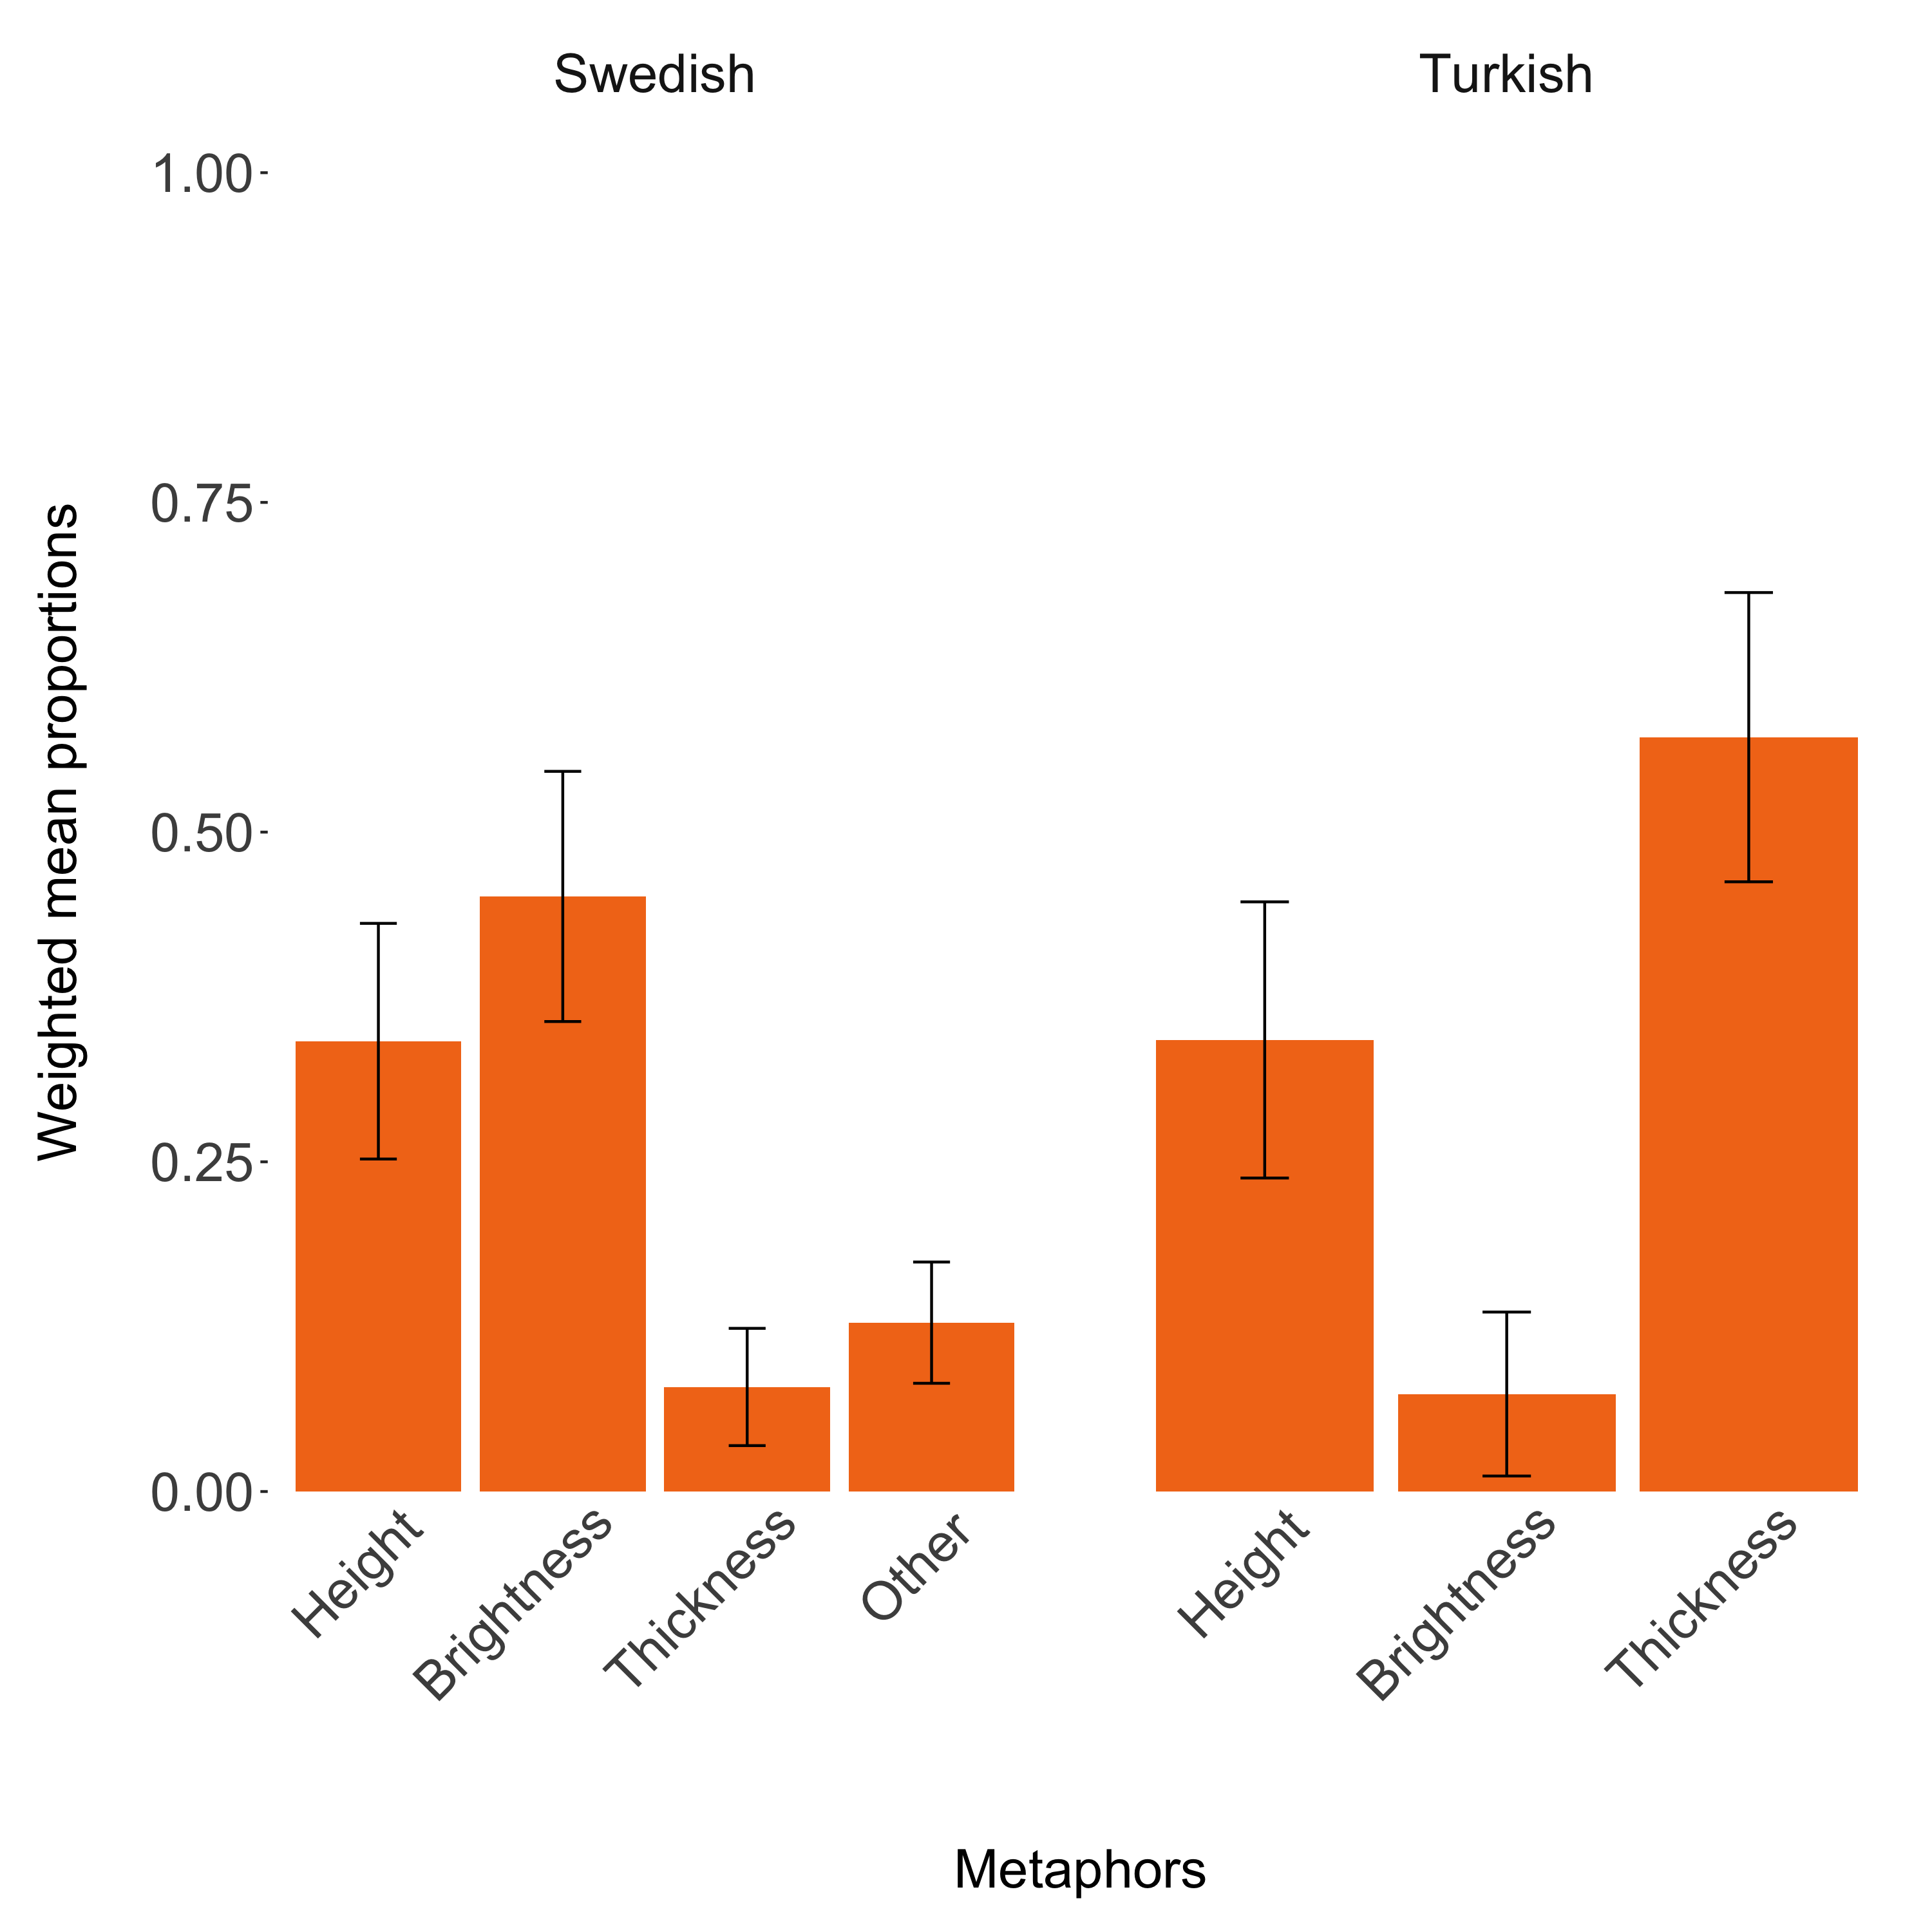 Swedish
Turkish
1.00
0.75
0.50
0.25
0.00
Weighted mean proportions
Height
Brightness
Thickness
Other
Height
Brightness
Thickness
Metaphors